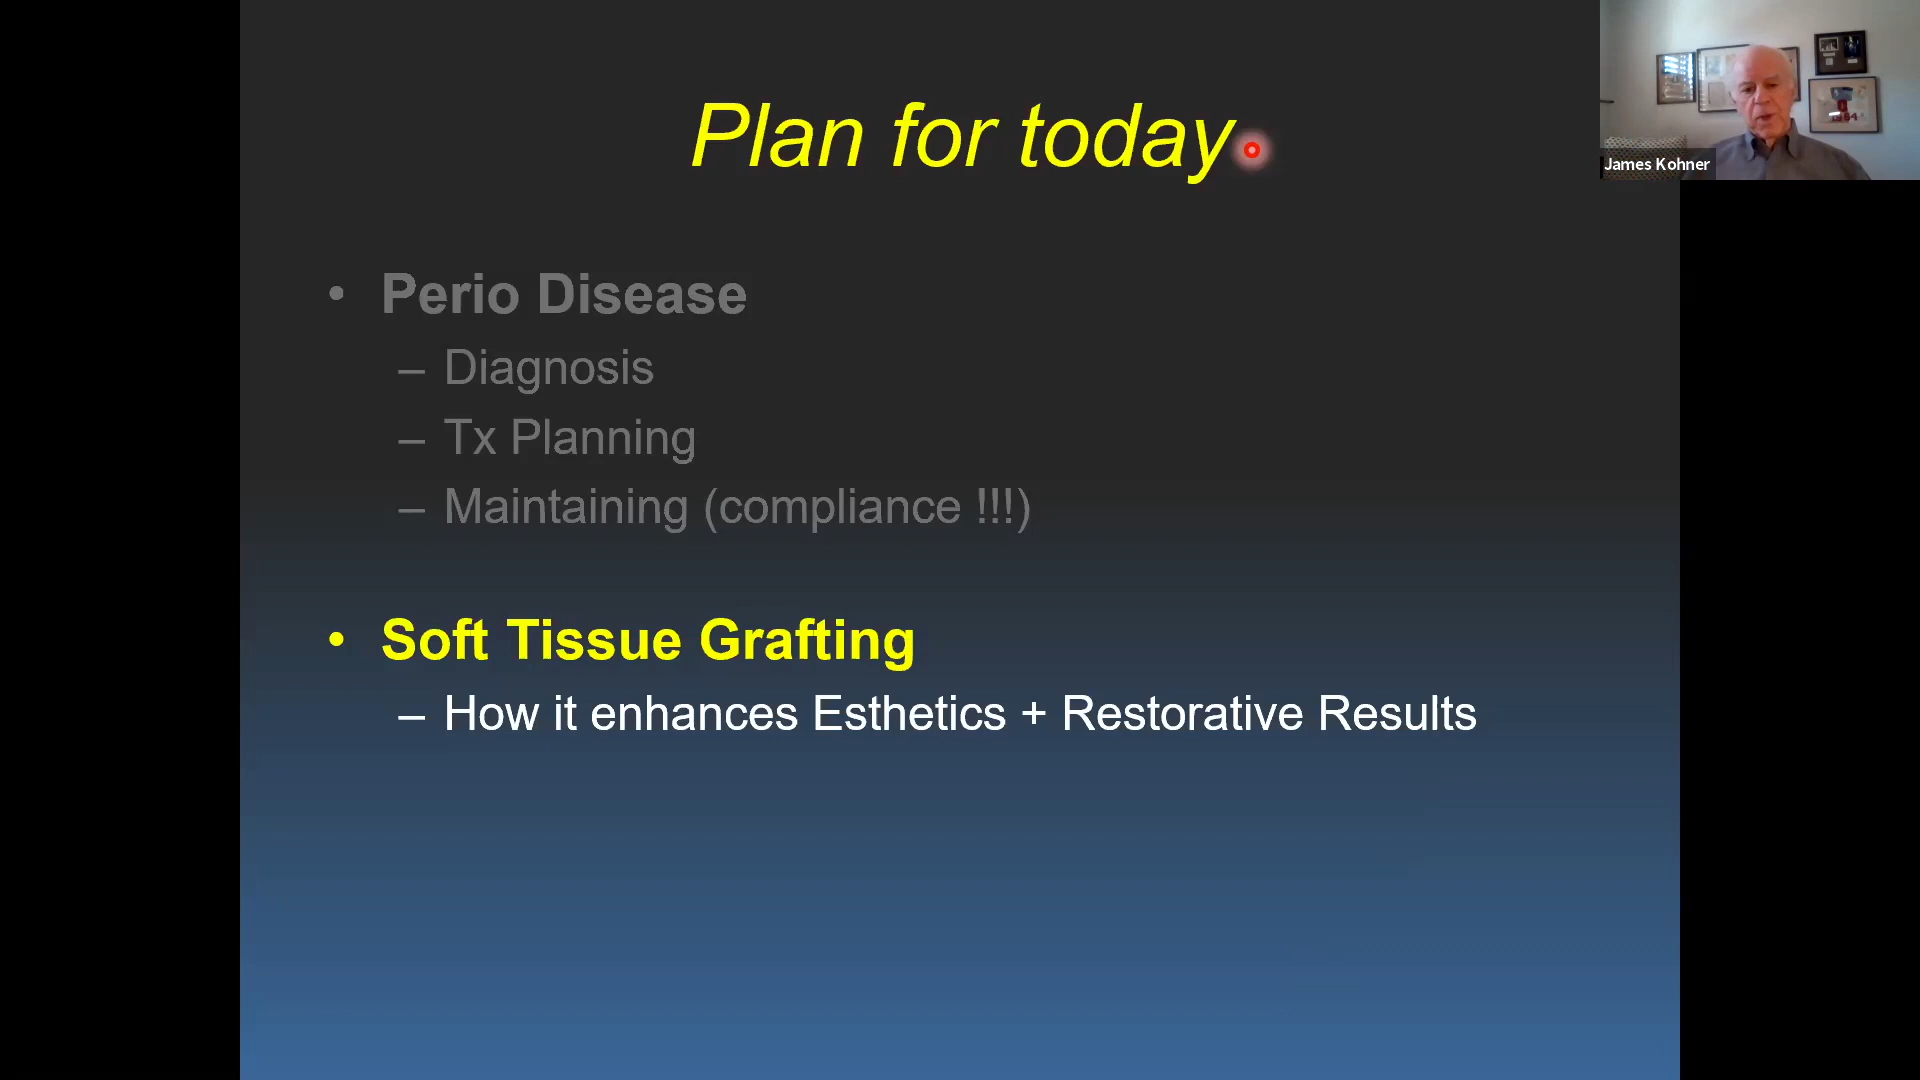 Plan for today
James Kohner
• Perio Disease
– Diagnosis
– Tx Planning
– Maintaining (compliance !!!)
• Soft Tissue Grafting
– How it enhances Esthetics + Restorative Results